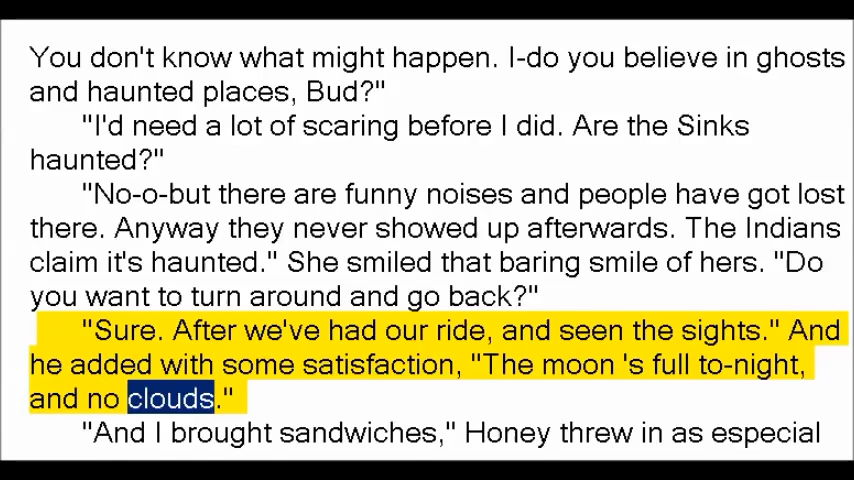 You don't know what might happen. I-do you believe in ghosts
and haunted places, Bud?"
"I'd need a lot of scaring before I did. Are the Sinks
haunted?"
"No-o-but there are funny noises and people have got lost
there. Anyway they never showed up afterwards. The Indians
claim it's haunted." She smiled that baring smile of hers. "Do
you want to turn around and go back?"
"Sure. After we've had our ride, and seen the sights." And
he added with some satisfaction, "The moon 's full to-night,
and no clouds."
"And I brought sandwiches," Honey threw in as especial